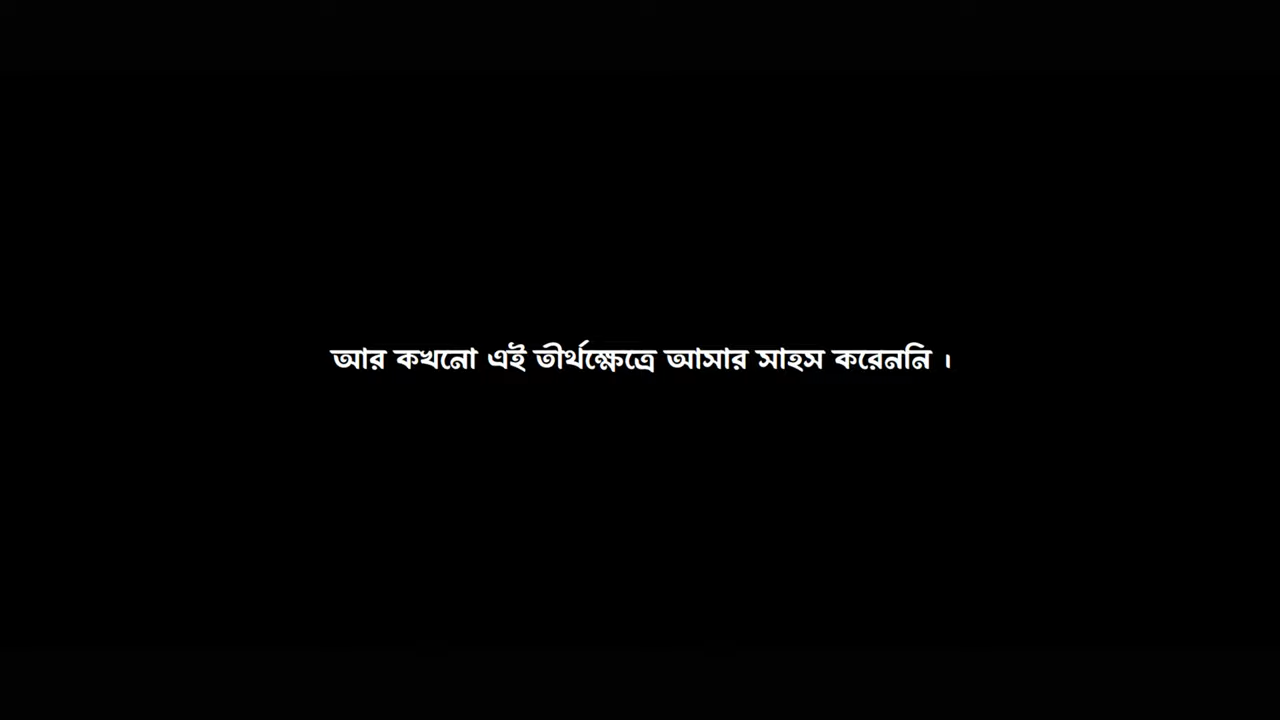 আর কখনো এই তীর্থক্ষেত্রে আসার সাহস করেননি ।